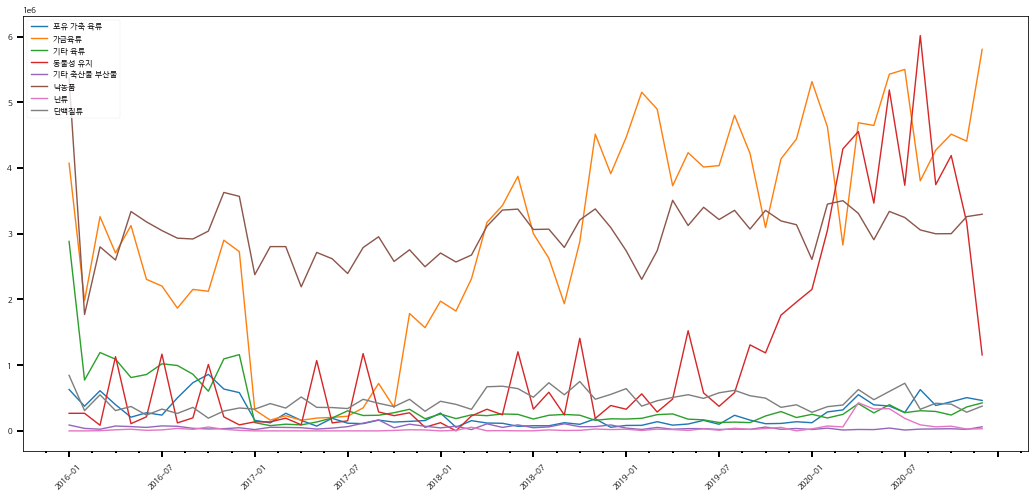 1e6
6
5
4
3
2
1
0
포유 가축 육류
가금육류
기타 육류
동물성 유지
기타 축산물 부산물
낙농품
난류
단백질류
2016-01
2016-07
2017-01
2017-07
2018-01
2018-07
2019-01
2019-07
2020-01
2020-07